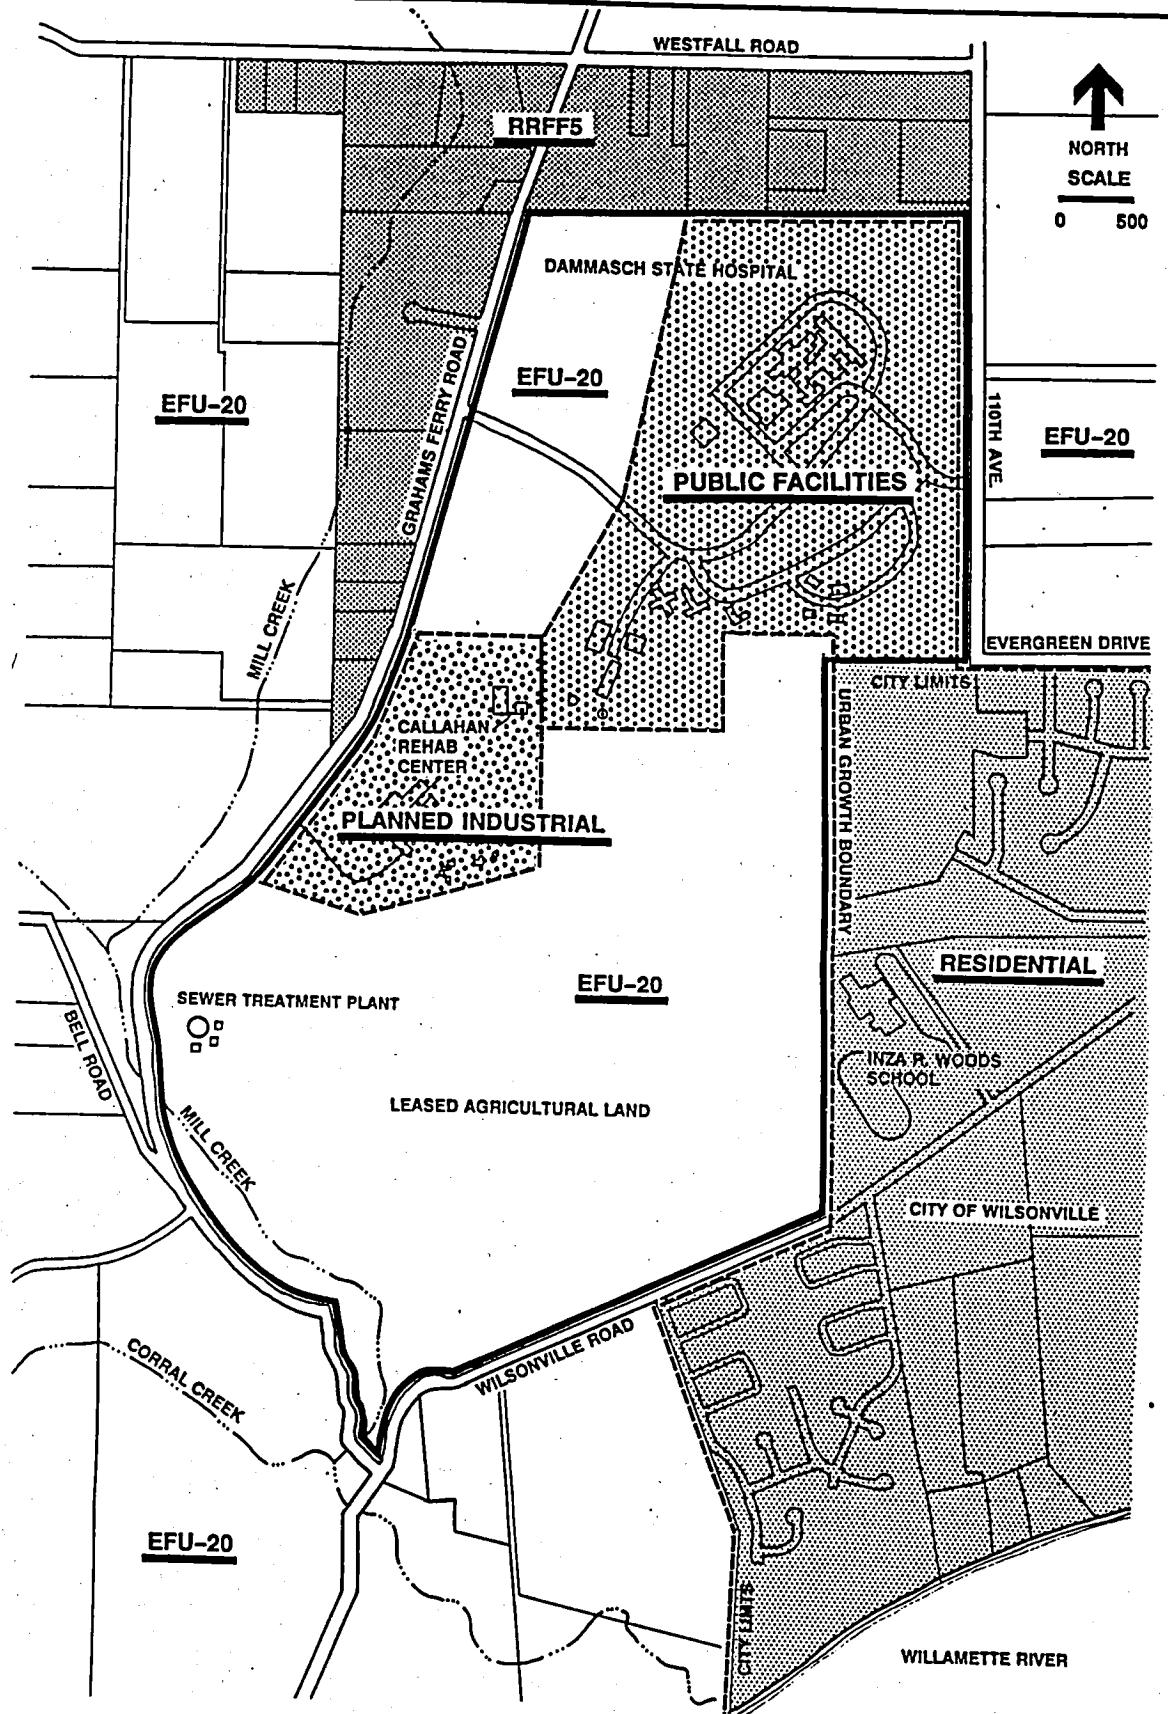 WESTFALL ROAD
RRFF5
NORTH
SCALE
0 500
DAMMASCH STATE HOSPITAL
EFU-20
EFU-20
GRAHAMS FERRY ROAD
110TH AVE
EFU-20
PUBLIC FACILITIES
MILL CREEK
EVERGREEN DRIVE
CITY LIMITS
URBAN GROWTH BOUNDARY
CALLAHAN
REHAB
CENTER
PLANNED INDUSTRIAL
RESIDENTIAL
EFU-20
SEWER TREATMENT PLANT
BELL ROAD
INZA R. WOODS
SCHOOL
LEASED AGRICULTURAL LAND
MILL CREEK
CITY OF WILSONVILLE
WILSONVILLE ROAD
CORRAL CREEK
EFU-20
CITY LIMITS
WILLAMETTE RIVER